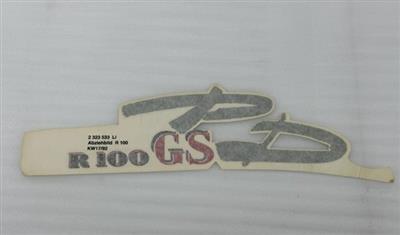 PD
2 323 533 Li
Abziehbild R 100
KW17/92
R 100 GS